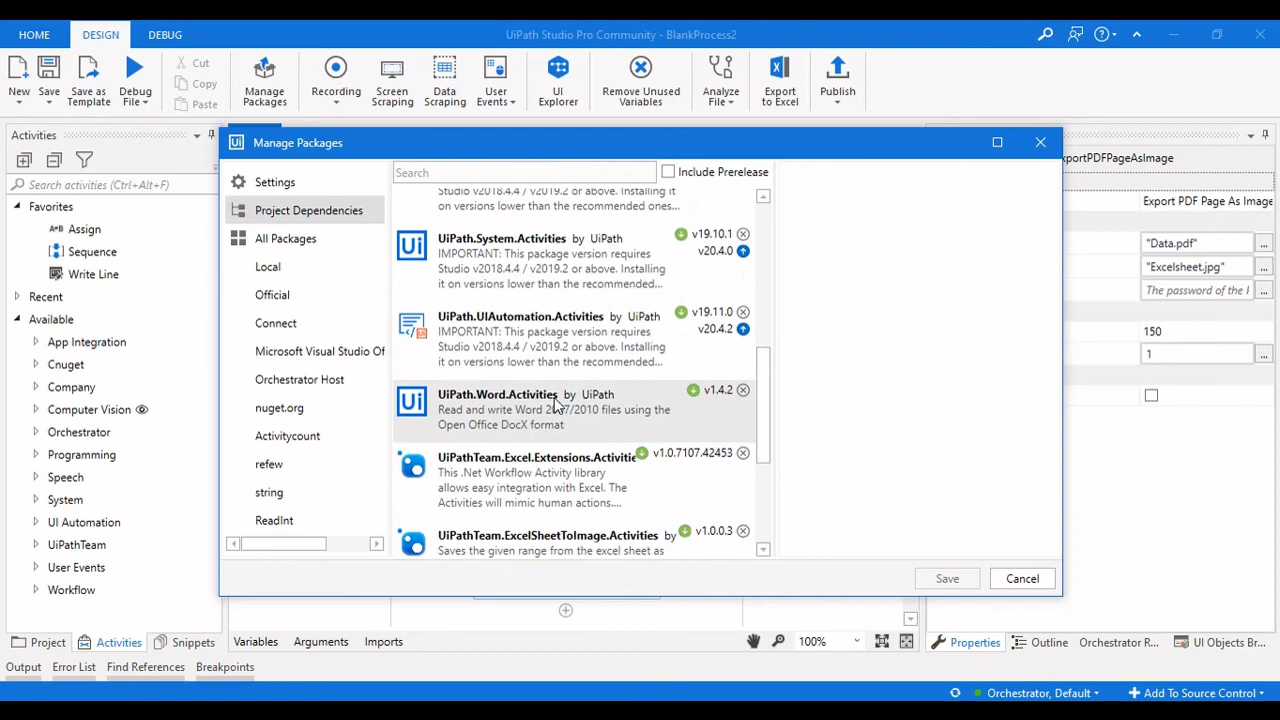 HOME
DESIGN
DEBUG
UiPath Studio Pro Community - BlankProcess2
New
Save
Save as
Template
Debug
File
Cut
Copy
Paste
Manage
Packages
Recording
Screen
Scraping
Data
Scraping
User
Events
UI
Explorer
Remove Unused
Variables
Analyze
File
Export
to Excel
Publish
Activities
Search activities (Ctrl+Alt+F)
Favorites
Assign
Sequence
Write Line
Recent
Available
App Integration
Cnuget
Company
Computer Vision
Orchestrator
Programming
Speech
System
UI Automation
UiPathTeam
User Events
Workflow
Ui Manage Packages
Settings
Project Dependencies
All Packages
Local
Official
Connect
Microsoft Visual Studio Of
Orchestrator Host
nuget.org
Activitycount
refew
string
ReadInt
Search
Include Prerelease
Studio v2018.4.4 / v2019.2 or above. Installing it
on versions lower than the recommended ones...
Ui UiPath.System.Activities by UiPath v19.10.1
IMPORTANT: This package version requires v20.4.0
Studio v2018.4.4 / v2019.2 or above. Installing
it on versions lower than the recommended...
UiPath.UIAutomation.Activities by UiPath v19.11.0
IMPORTANT: This package version requires v20.4.2
Studio v2018.4.4 / v2019.2 or above. Installing
it on versions lower than the recommended...
Ui UiPath.Word.Activities by UiPath v1.4.2
Read and write Word /2010 files using the
Open Office DocX format
UiPathTeam.Excel.Extensions.Activitie v1.0.7107.42453
This .Net Workflow Activity library
allows easy integration with Excel. The
Activities will mimic human actions....
UiPathTeam.ExcelSheetToImage.Activities by v1.0.0.3
Saves the given range from the excel sheet as
Save
Cancel
xportPDFPageAsImage
Export PDF Page As Image
"Data.pdf" ...
"Excelsheet.jpg" ...
The password of the ...
150
1 ...
Project
Activities
Snippets
Variables
Arguments
Imports
100%
Properties
Outline
Orchestrator R...
UI Objects Br...
Output
Error List
Find References
Breakpoints
Orchestrator, Default
Add To Source Control